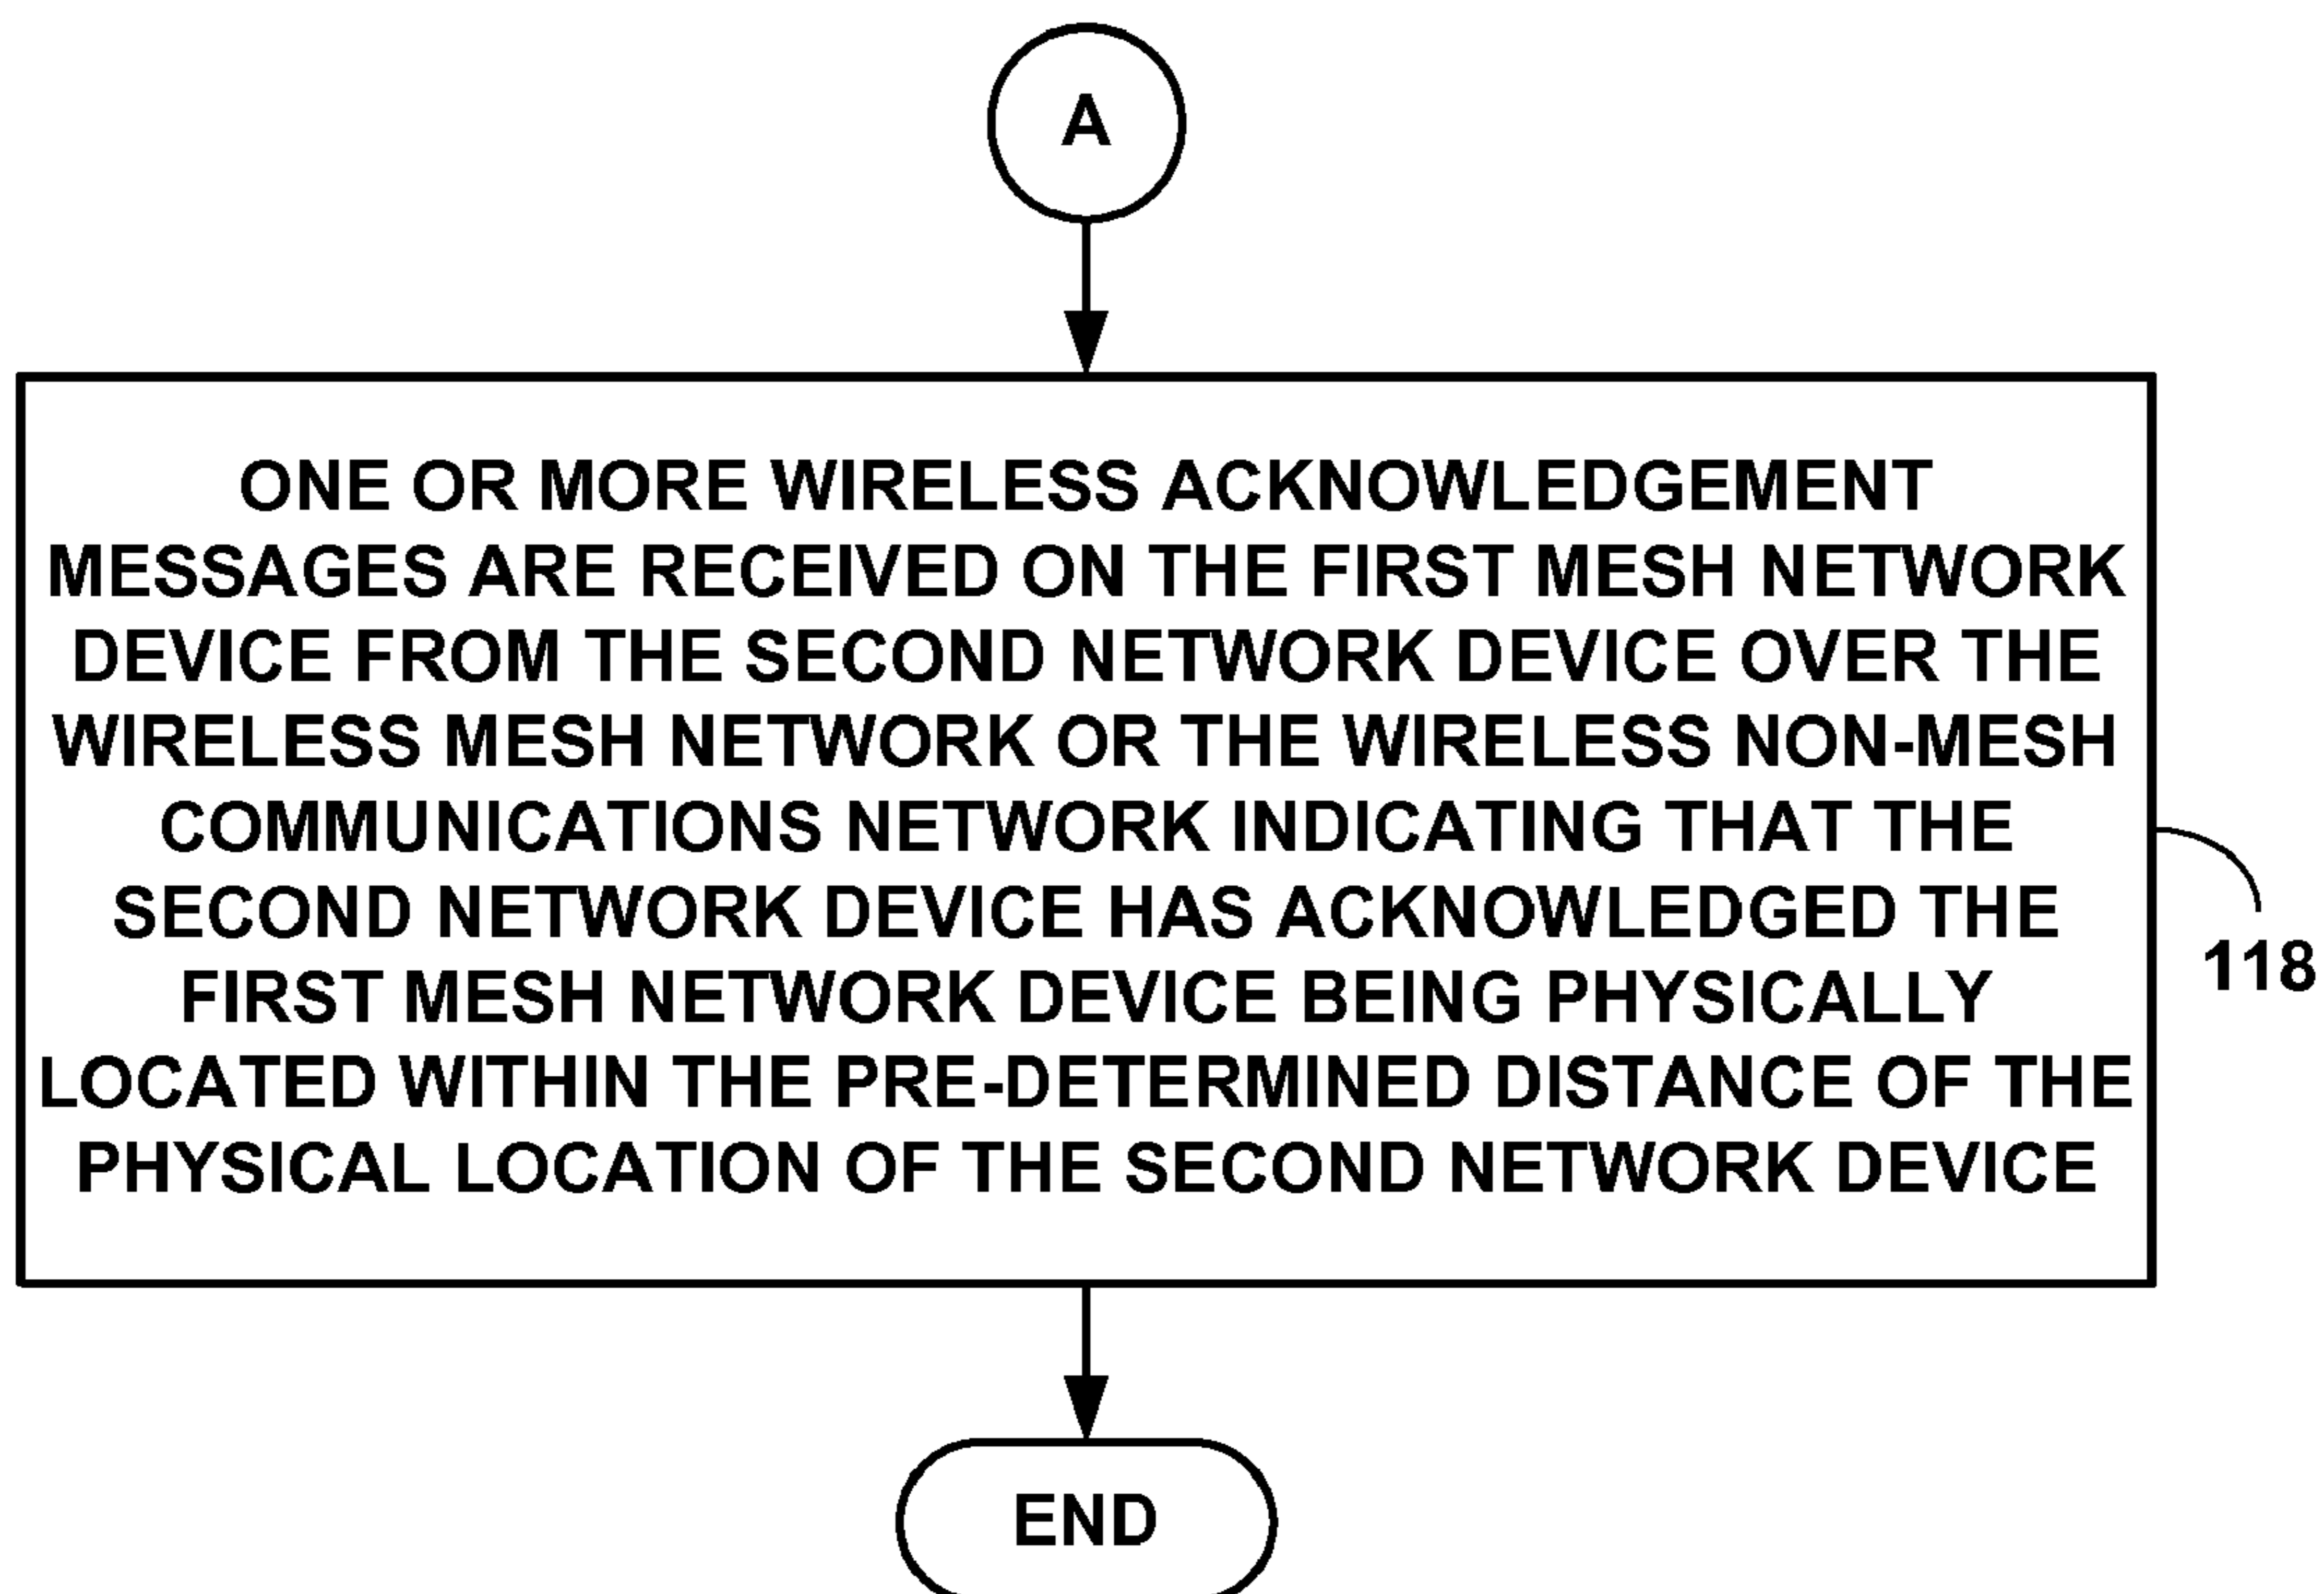 A
ONE OR MORE WIRELESS ACKNOWLEDGEMENT
MESSAGES ARE RECEIVED ON THE FIRST MESH NETWORK
DEVICE FROM THE SECOND NETWORK DEVICE OVER THE
WIRELESS MESH NETWORK OR THE WIRELESS NON-MESH
COMMUNICATIONS NETWORK INDICATING THAT THE
SECOND NETWORK DEVICE HAS ACKNOWLEDGED THE
FIRST MESH NETWORK DEVICE BEING PHYSICALLY
LOCATED WITHIN THE PRE-DETERMINED DISTANCE OF THE
PHYSICAL LOCATION OF THE SECOND NETWORK DEVICE
118
END